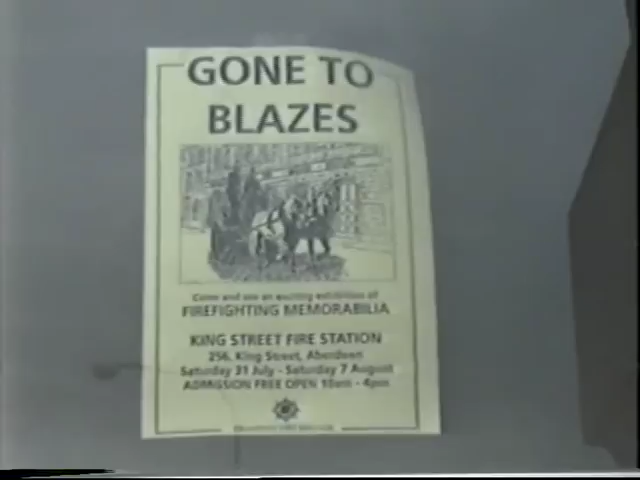 GONE TO
BLAZES
Come and see an exciting exhibition of
FIREFIGHTING MEMORABILIA
KING STREET FIRE STATION
256, King Street, Aberdeen
Saturday 31 July - Saturday 7 August
ADMISSION FREE OPEN 10am - 4pm